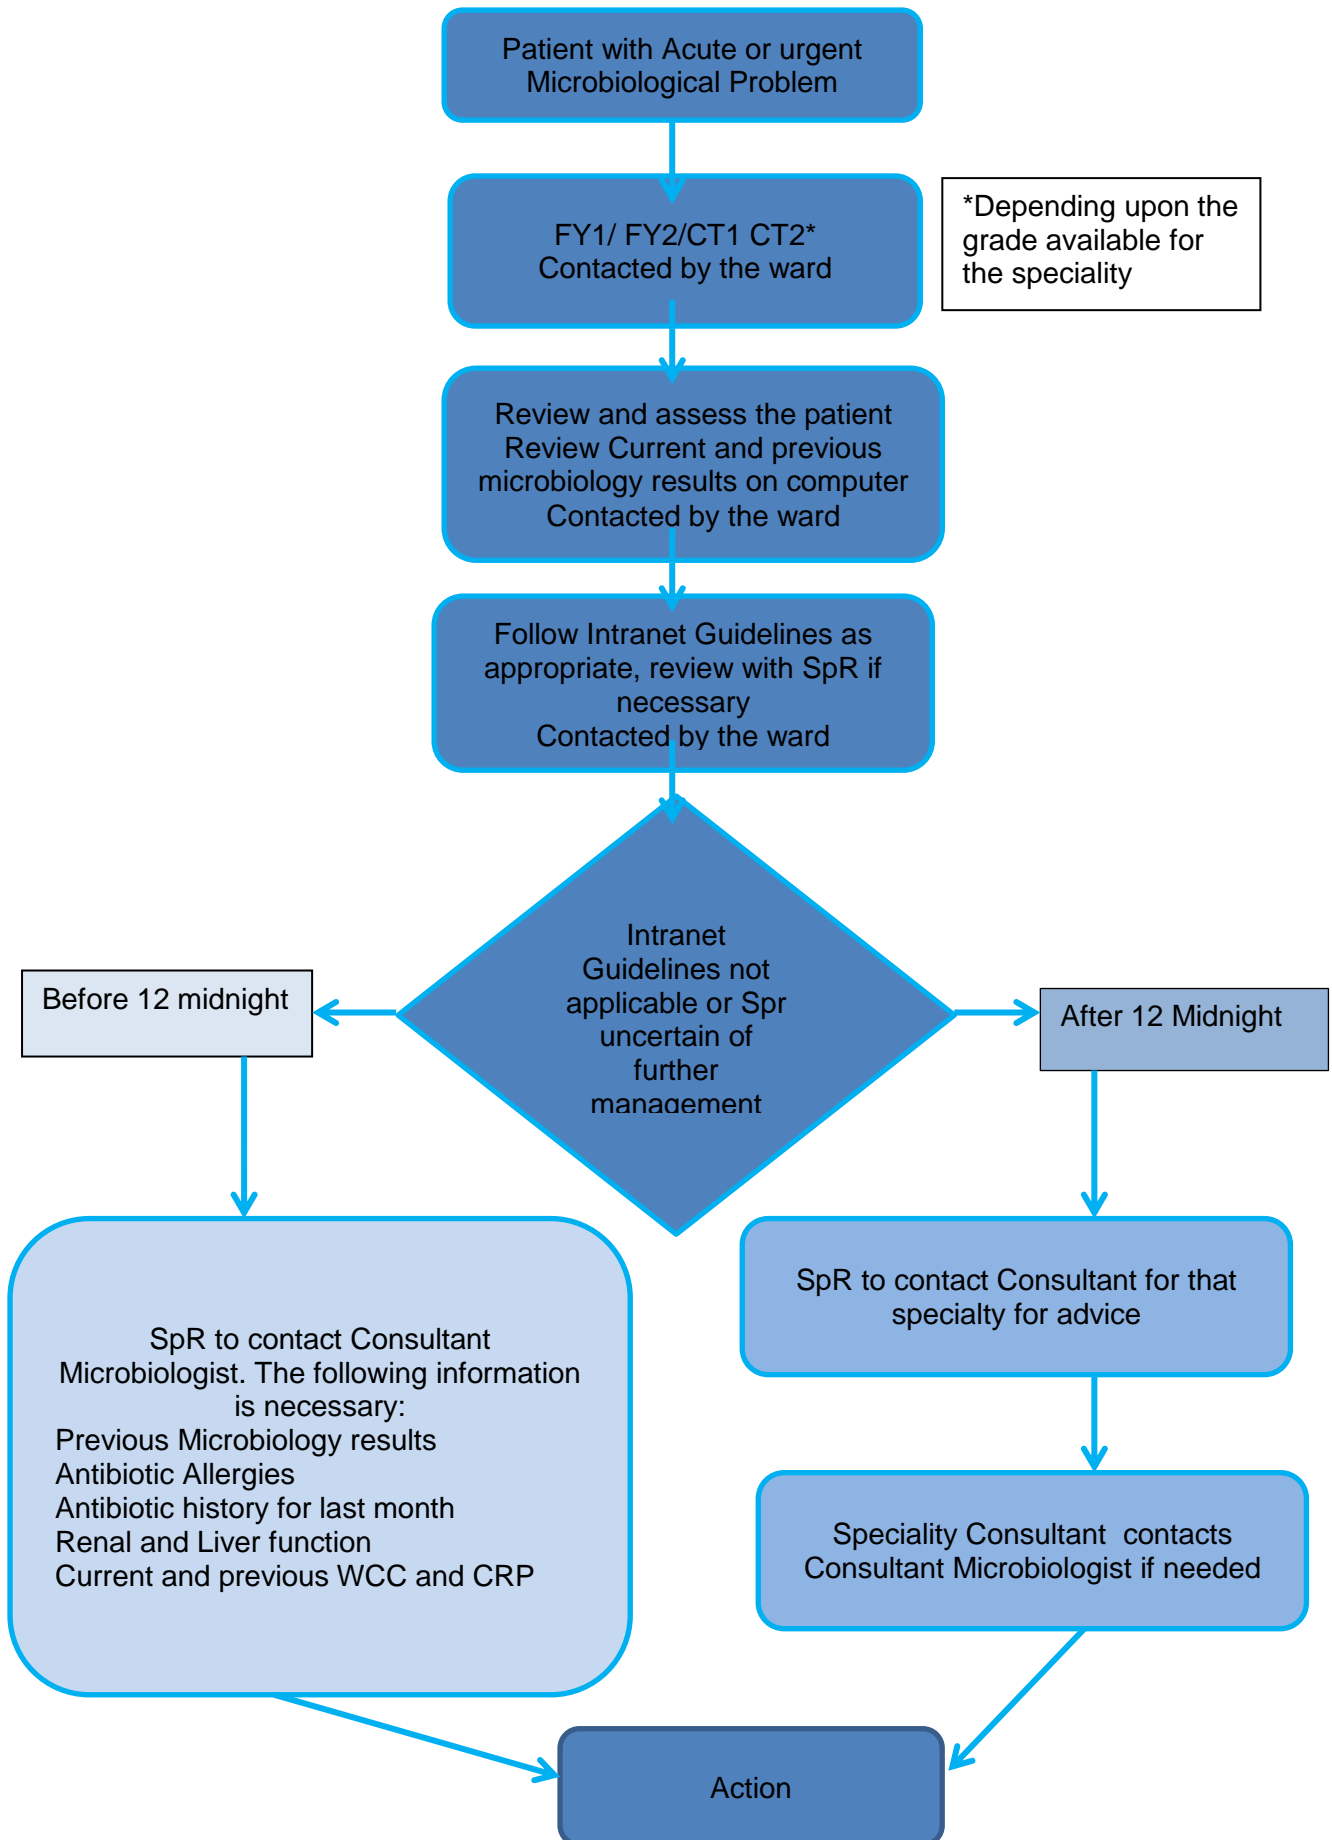 Patient with Acute or urgent
Microbiological Problem
FY1/ FY2/CT1 CT2*
Contacted by the ward
*Depending upon the
grade available for
the speciality
Review and assess the patient
Review Current and previous
microbiology results on computer
Contacted by the ward
Follow Intranet Guidelines as
appropriate, review with SpR if
necessary
Contacted by the ward
Intranet
Guidelines not
applicable or Spr
uncertain of
further
management
Before 12 midnight
After 12 Midnight
SpR to contact Consultant
Microbiologist. The following information
is necessary:
Previous Microbiology results
Antibiotic Allergies
Antibiotic history for last month
Renal and Liver function
Current and previous WCC and CRP
SpR to contact Consultant for that
specialty for advice
Speciality Consultant  contacts
Consultant Microbiologist if needed
Action